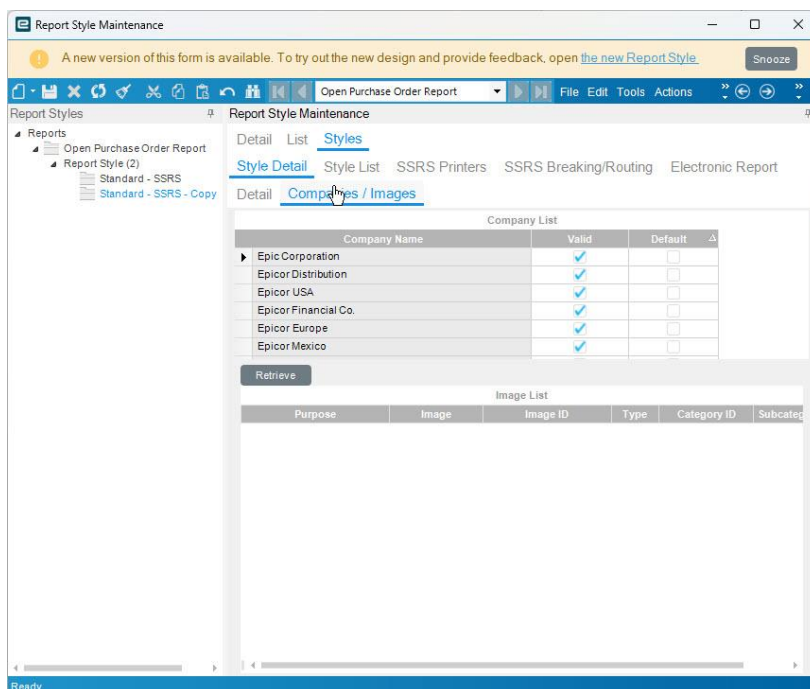 Report Style Maintenance
A new version of this form is available. To try out the new design and provide feedback, open the new Report Style
Snooze
Open Purchase Order Report File Edit Tools Actions
Report Styles
Reports
Open Purchase Order Report
Report Style (2)
Standard - SSRS
Standard - SSRS - Copy
Report Style Maintenance
Detail List Styles
Style Detail Style List SSRS Printers SSRS Breaking/Routing Electronic Report
Detail Companies / Images
Company List
Company Name Valid Default
Epic Corporation
Epicor Distribution
Epicor USA
Epicor Financial Co.
Epicor Europe
Epicor Mexico
Retrieve
Image List
Purpose Image Image ID Type Category ID Subcateg
Ready